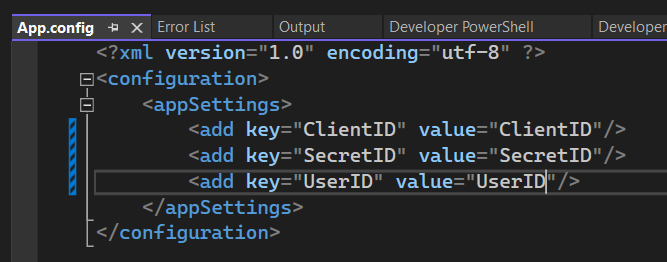 App.config Error List Output Developer PowerShell Developer
<?xml version="1.0" encoding="utf-8" ?>
<configuration>
<appSettings>
<add key="ClientID" value="ClientID"/>
<add key="SecretID" value="SecretID"/>
<add key="UserID" value="UserID"/>
</appSettings>
</configuration>